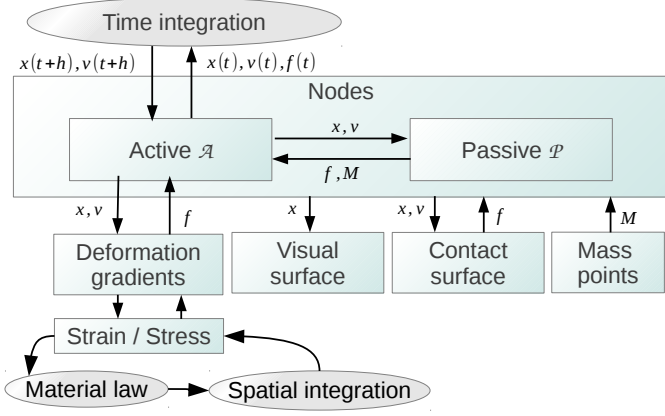 Time integration
x(t+h),v(t+h)
x(t),v(t),f(t)
Nodes
Active 𝒜
x,v
f,M
Passive 𝒫
x,v
f
x
x,v
f
M
Deformation
gradients
Visual
surface
Contact
surface
Mass
points
Strain / Stress
Material law
Spatial integration